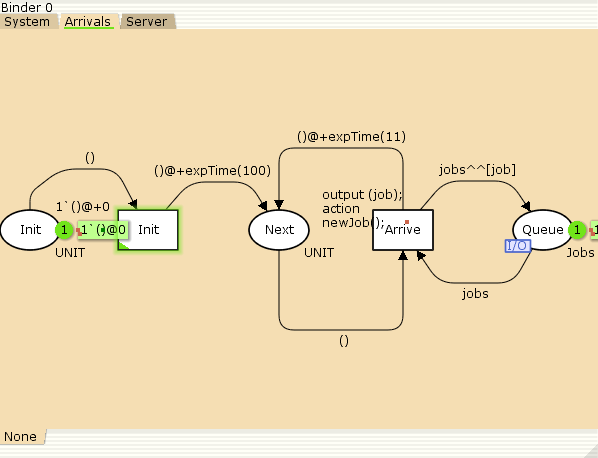 Binder 0
System Arrivals Server
()@+expTime(11)
()
()@+expTime(100)
jobs^^[job]
output (job);
action
newJob();
1`()@+0
Init
1
1`()@0
Init
Next
Arrive
Queue
1
1
I/O
UNIT
UNIT
Jobs
jobs
()
None